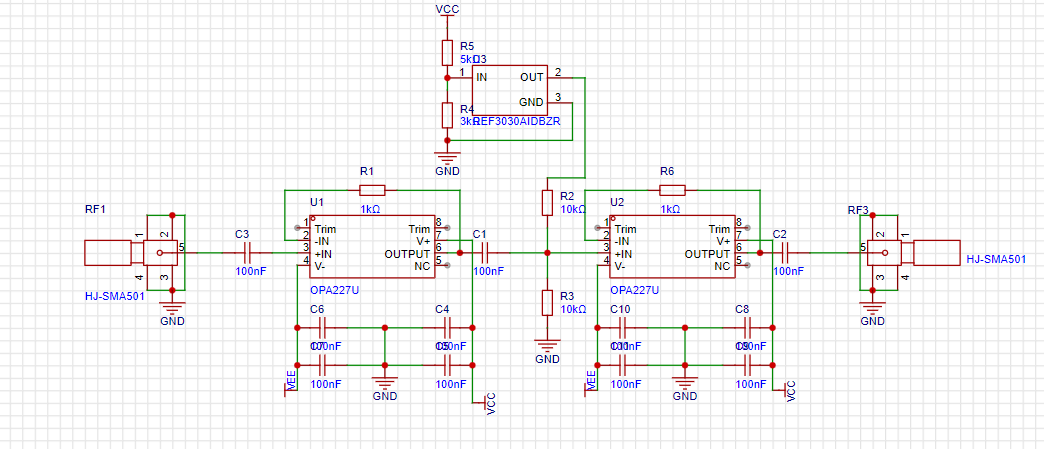 VCC
R5
5kΩ
U3
1
IN
OUT
2
GND
3
R4
3kΩ
REF3030AIDBZR
GND
R1
1kΩ
R6
1kΩ
R2
10kΩ
RF1
1
2
5
4
3
HJ-SMA501
GND
C3
100nF
U1
1
Trim
Trim
8
2
-IN
V+
7
3
+IN
OUTPUT
6
4
V-
NC
5
OPA227U
C1
100nF
R3
10kΩ
GND
U2
1
Trim
Trim
8
2
-IN
V+
7
3
+IN
OUTPUT
6
4
V-
NC
5
OPA227U
C2
100nF
RF3
2
1
5
3
4
HJ-SMA501
GND
C6
100nF
C7
100nF
C4
100nF
C5
100nF
VEE
GND
VCC
C10
100nF
C11
100nF
C8
100nF
C9
100nF
VEE
GND
VCC